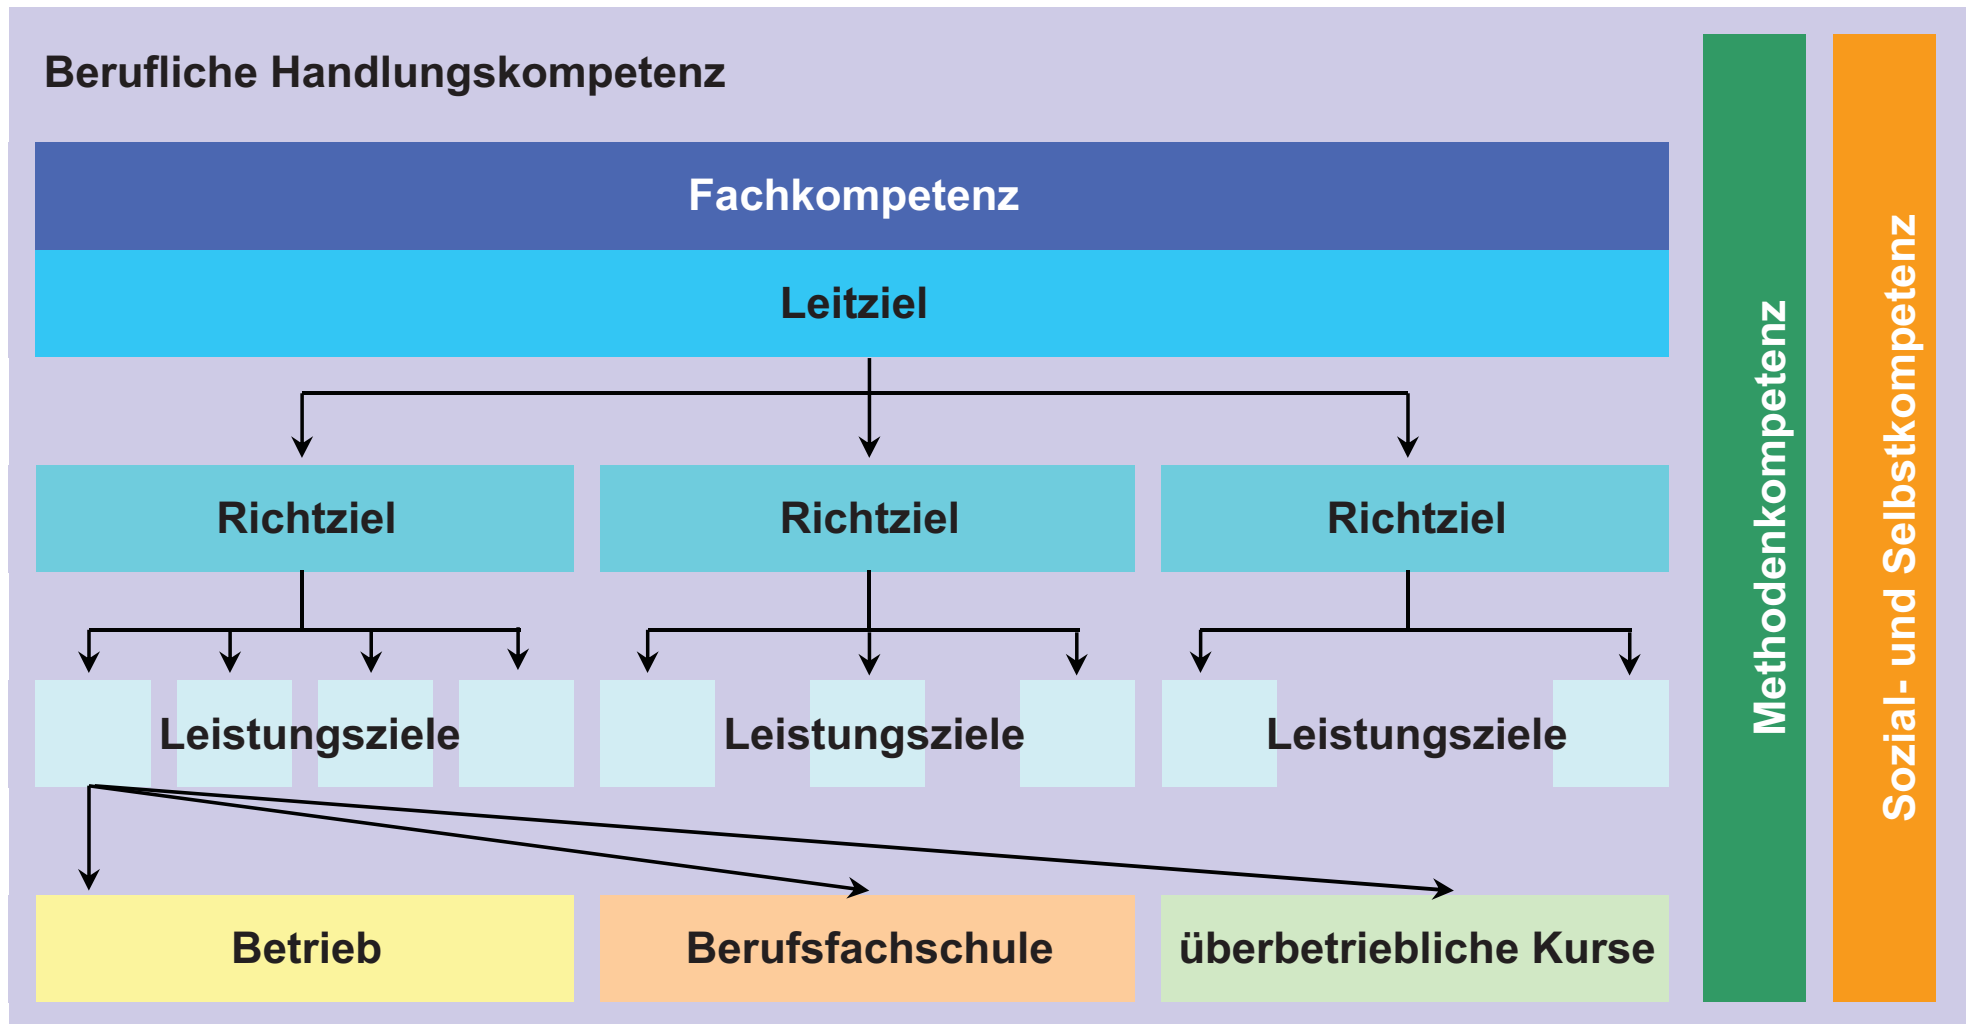 Berufliche Handlungskompetenz
Fachkompetenz
Leitziel
Richtziel
Richtziel
Richtziel
Leistungsziele
Leistungsziele
Leistungsziele
Betrieb
Berufsfachschule
überbetriebliche Kurse
Methodenkompetenz
Sozial- und Selbstkompetenz